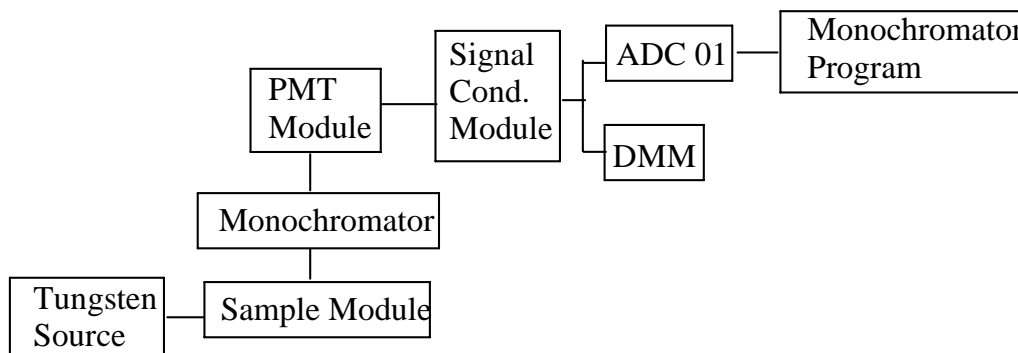 Monochromator
Program
ADC 01
Signal
Cond.
Module
PMT
Module
DMM
Monochromator
Sample Module
Tungsten
Source